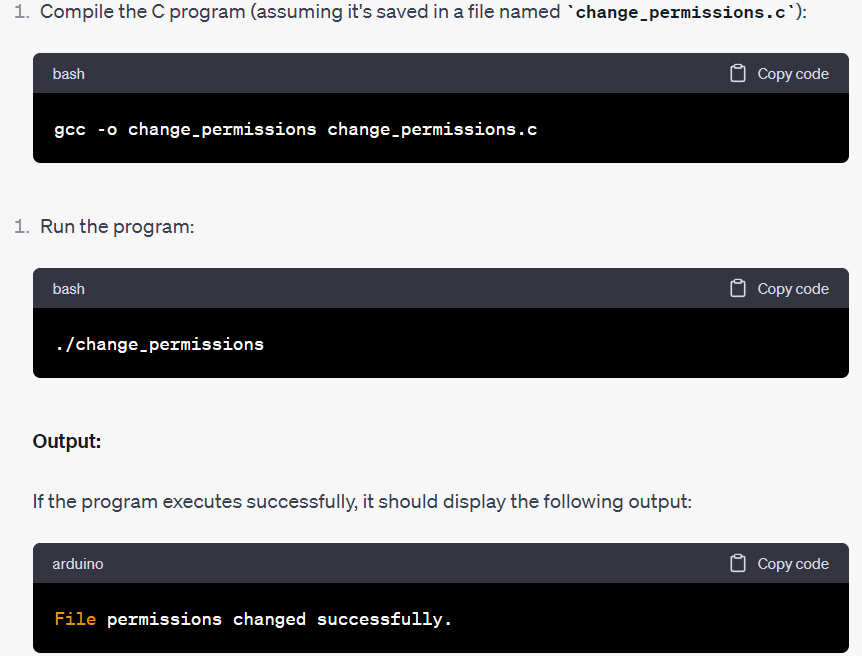 1. Compile the C program (assuming it's saved in a file named `change_permissions.c`):
bash Copy code
gcc -o change_permissions change_permissions.c
1. Run the program:
bash Copy code
./change_permissions
Output:
If the program executes successfully, it should display the following output:
arduino Copy code
File permissions changed successfully.